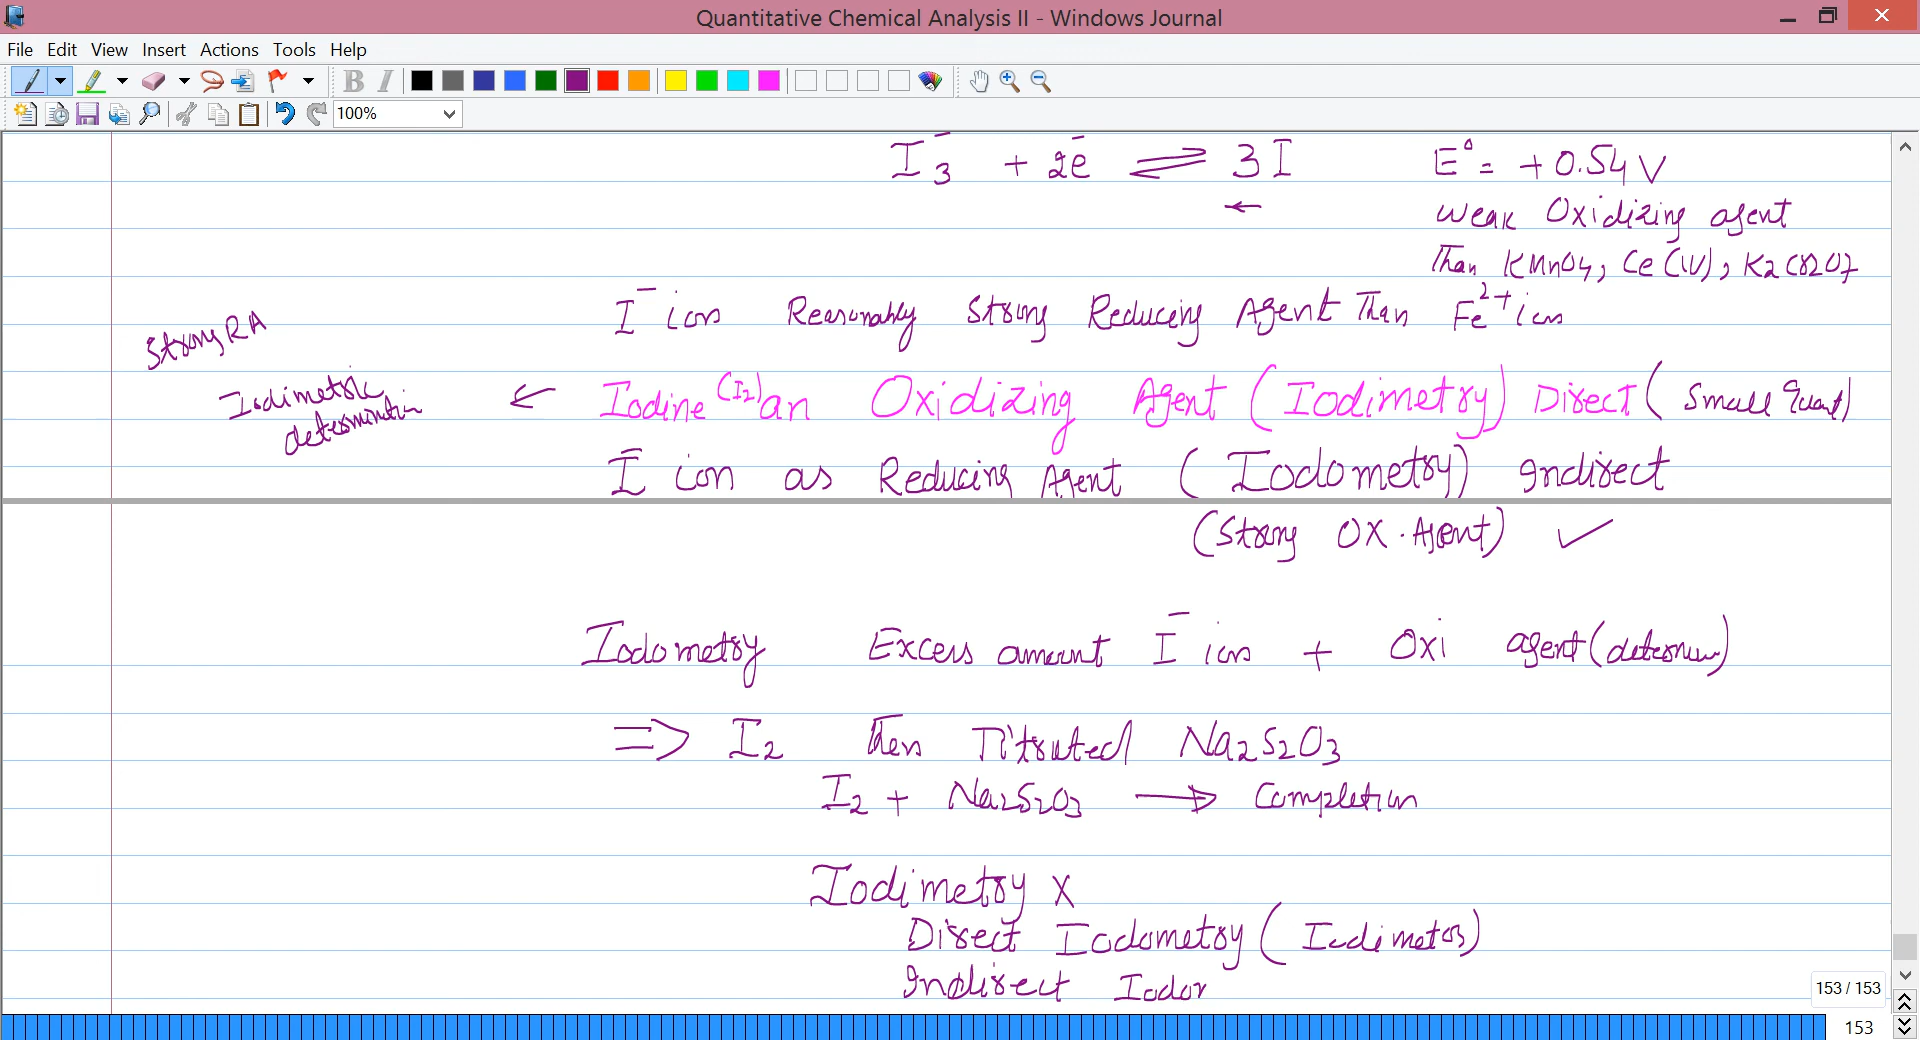 Quantitative Chemical Analysis II - Windows Journal
File Edit View Insert Actions Tools Help
B I
100%
I₃⁻ + 2e⁻ ⇌ 3I E° = +0.54 V
←
weak Oxidizing agent
Than KMnO4, Ce(IV), K2Cr2O7
I⁻ ion Reasonably Strong Reducing Agent Than Fe²⁺ ion
Strong RA
Iodimetric determination
← Iodine (I2) an Oxidizing Agent (Iodimetry) Direct (Small Quant)
I⁻ ion as Reducing Agent (Iodometry) Indirect
(Strong OX. Agent) ✓
Iodometry Excess amount I⁻ ion + Oxi agent
⇒ I2 Then Titrated Na2S2O3
I2 + Na2S2O3 → Completion
Iodimetry X
Direct Iodometry (Iodimetry)
Indirect Iodor
153 / 153
153